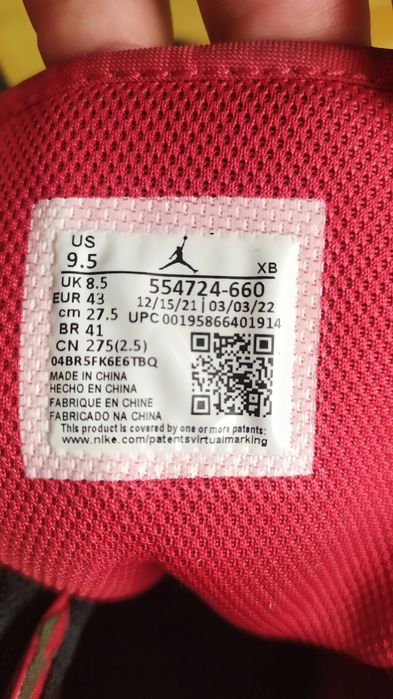 US
9.5
XB
UK 8.5 554724-660
EUR 43 12/15/21 | 03/03/22
cm 27.5 UPC 00195866401914
BR 41
CN 275(2.5)
04BR5FK6E6TBQ
MADE IN CHINA
HECHO EN CHINA
FABRIQUE EN CHINE
FABRICADO NA CHINA
This product is covered by one or more patents:
www.nike.com/patentsvirtualmarking